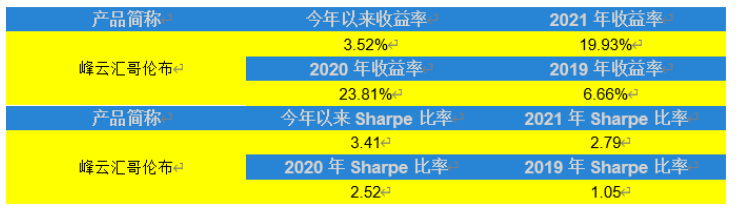 产品简称 今年以来收益率 2021 年收益率
3.52% 19.93%
峰云汇哥伦布 2020 年收益率 2019 年收益率
23.81% 6.66%
产品简称 今年以来 Sharpe 比率 2021 年 Sharpe 比率
3.41 2.79
峰云汇哥伦布 2020 年 Sharpe 比率 2019 年 Sharpe 比率
2.52 1.05